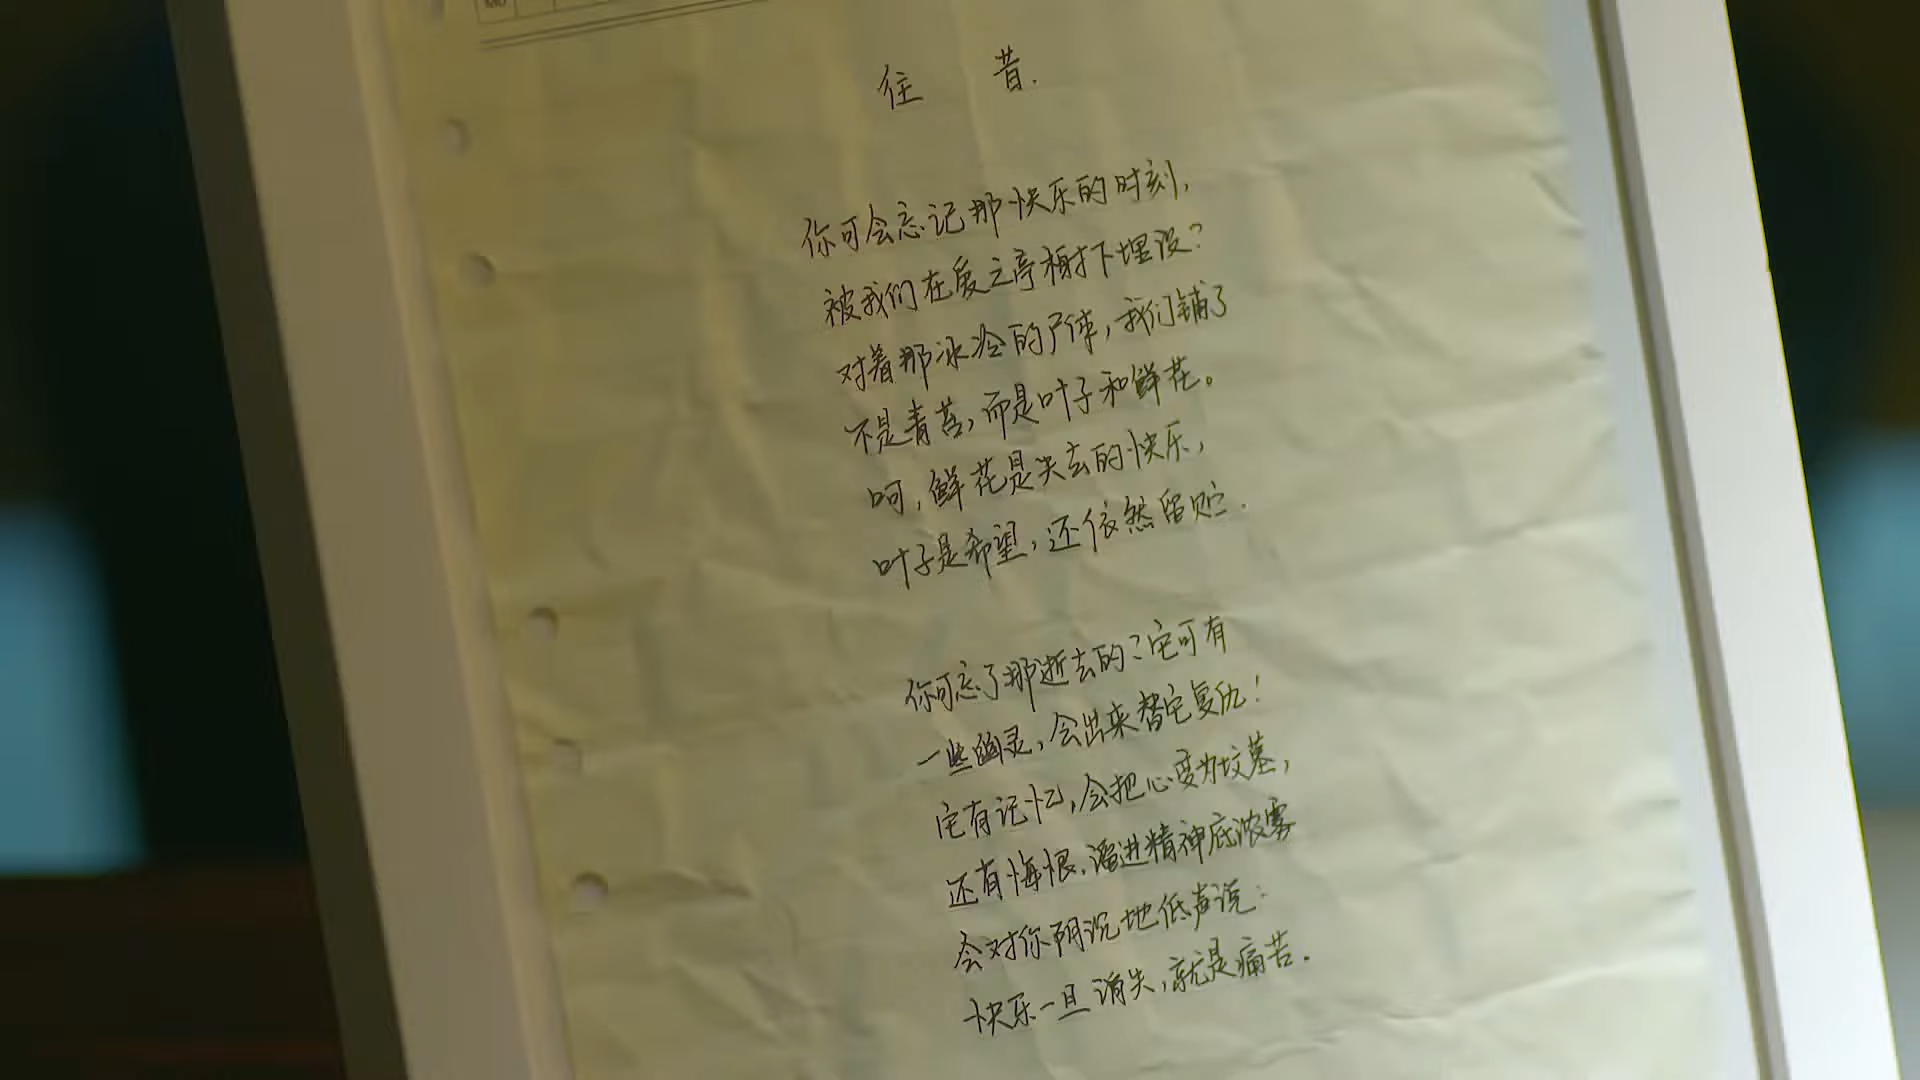 往 昔.
你可会忘记那快乐的时刻,
被我们在爱之亭榭下埋没?
对着那冰冷的尸体,我们铺了
不是青苔,而是叶子和鲜花。
呵,鲜花是失去的快乐,
叶子是希望,还依然留贮.
你可忘了那逝去的?它可有
一些幽灵,会出来替它复仇!
它有记忆,会把心变为坟墓,
还有悔恨,溜进精神底浓雾
会对你阴沉地低声说:
快乐一旦消失,就是痛苦.